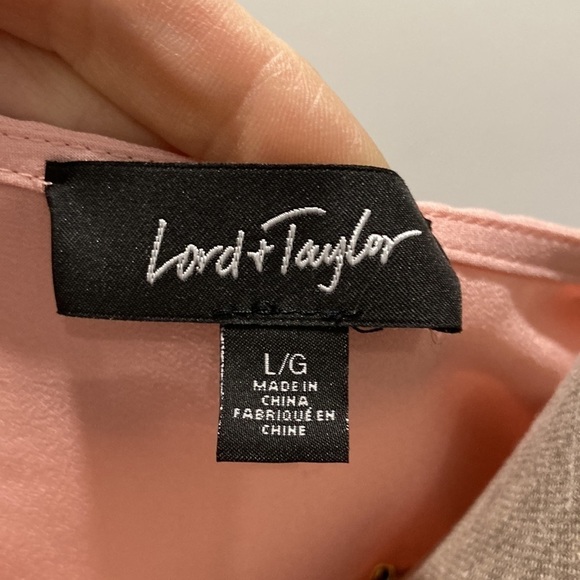 Lord + Taylor
L/G
MADE IN
CHINA
FABRIQUÉ EN
CHINE